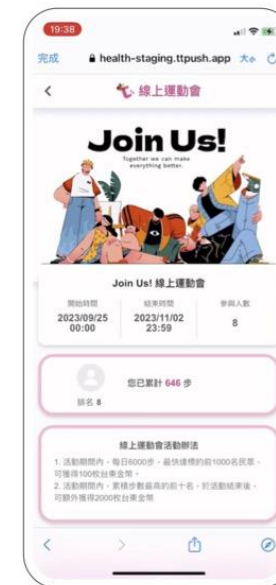 19:38
完成 health-staging.ttpush.app 大小
線上運動會
Join Us!
Together we can make
everything better.
Join Us! 線上運動會
開始時間 結束時間 參與人數
2023/09/25 2023/11/02 8
00:00 23:59
您已累計 646 步
排名 8
線上運動會活動辦法
1. 活動期間內，每日6000步，最快達標的前1000名民眾，
可獲得100枚台東金幣。
2. 活動期間內，累積步數最高的前十名，於活動結束後，
可額外獲得2000枚台東金幣